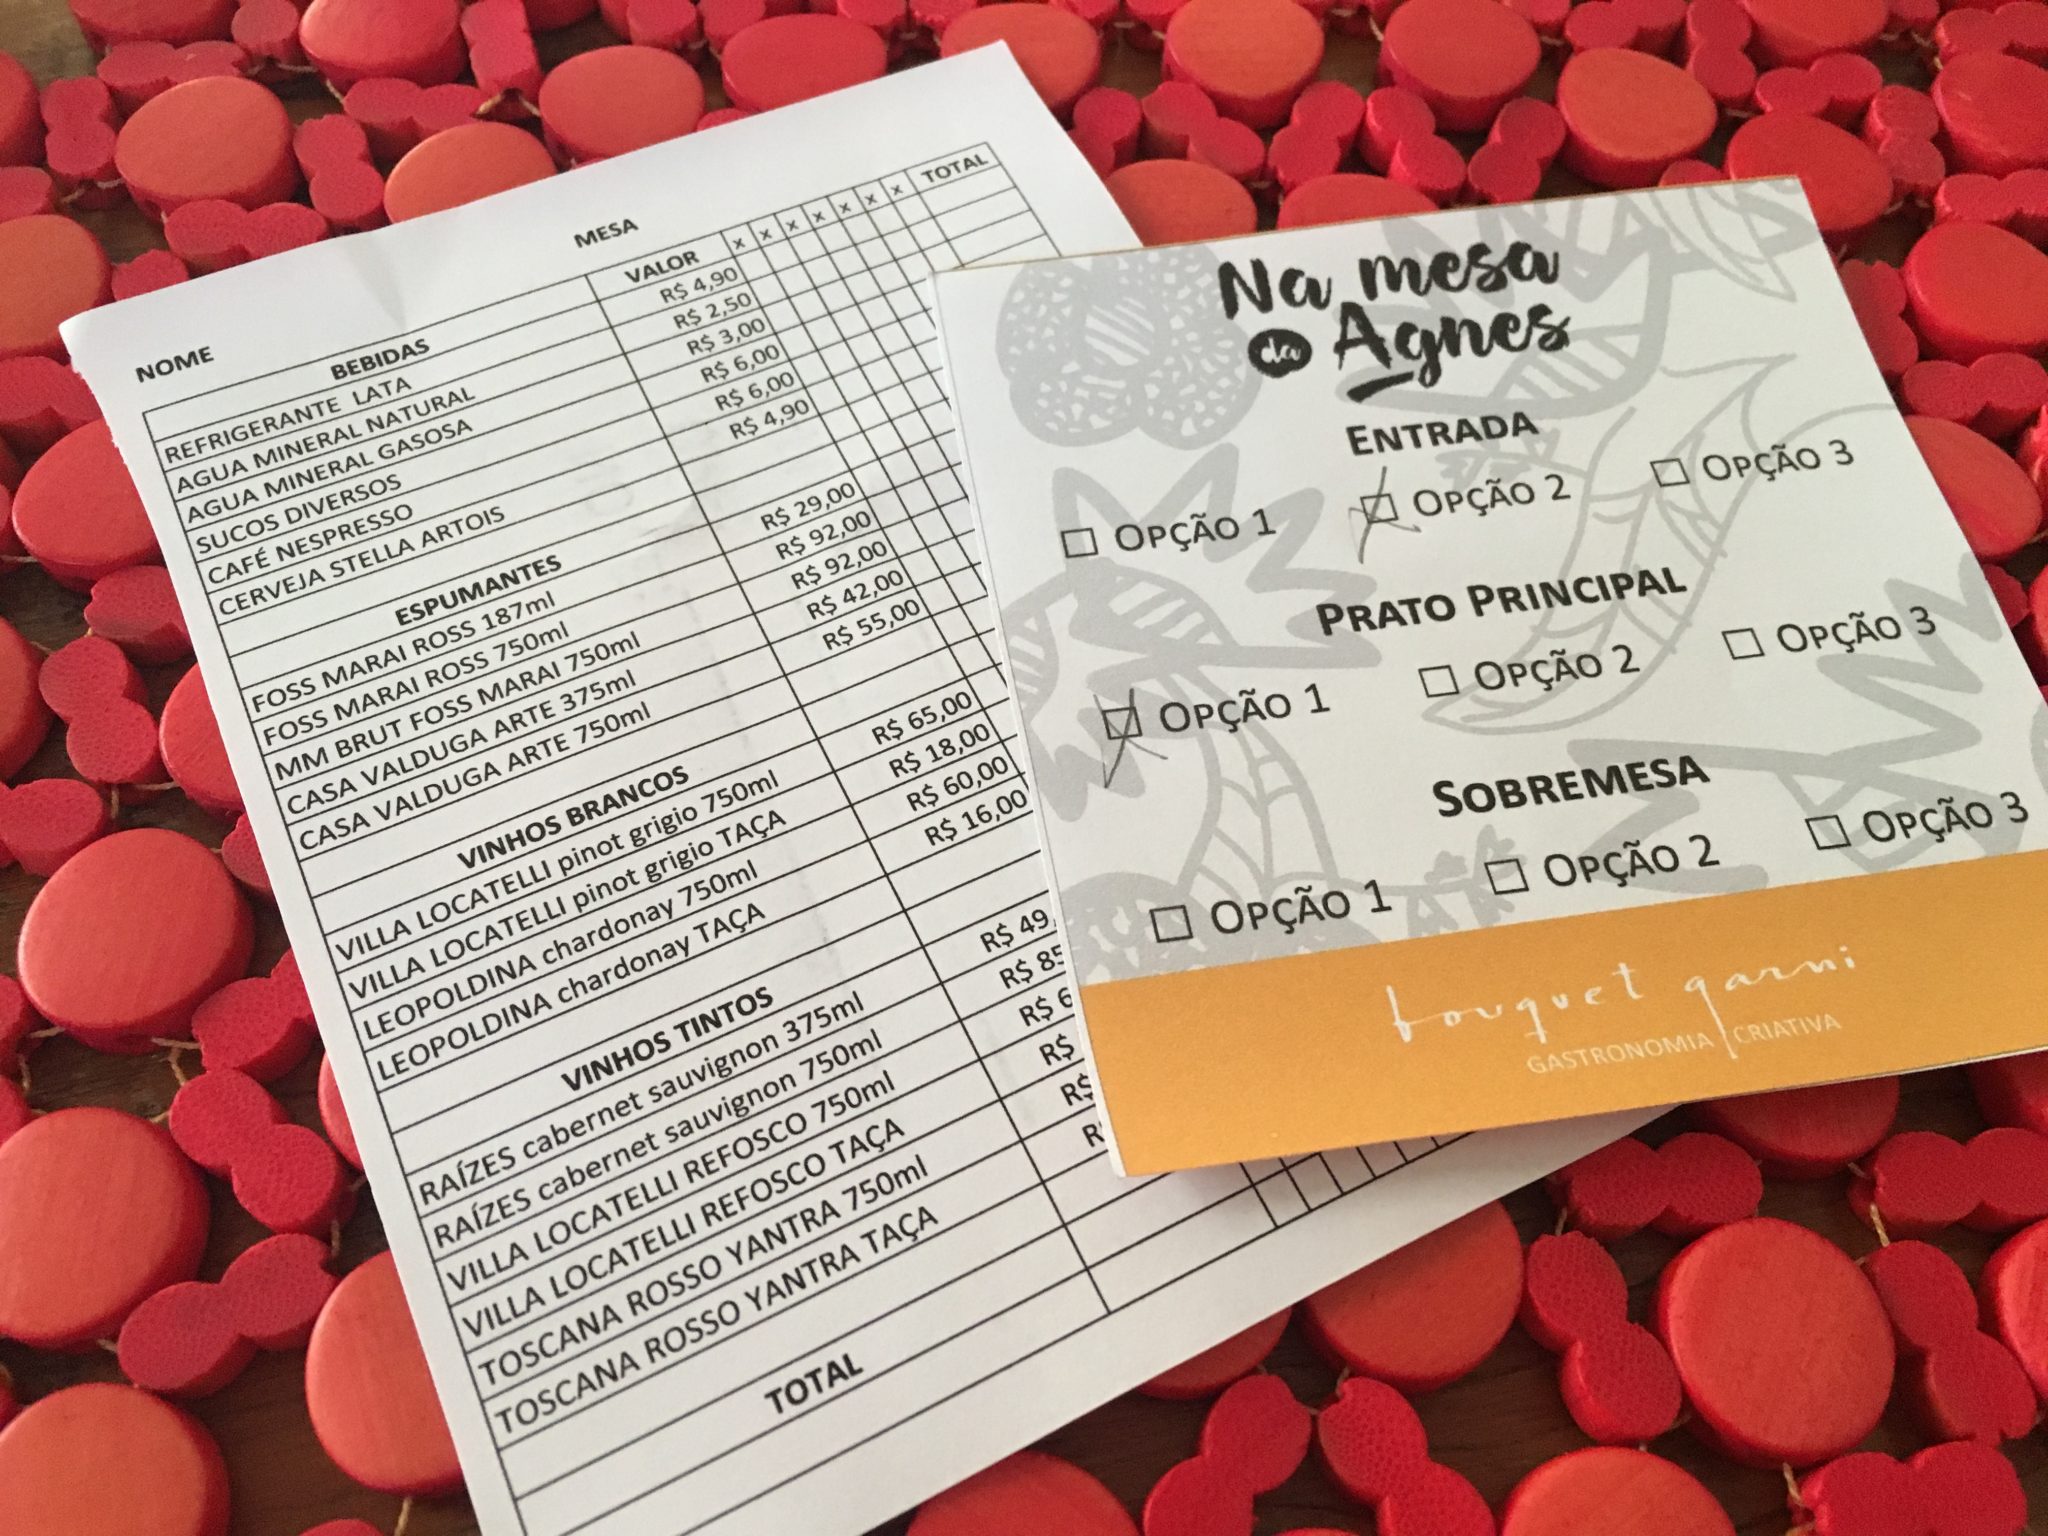 NOME MESA
BEBIDAS VALOR x x x x x x x TOTAL
REFRIGERANTE LATA R$ 4,90
AGUA MINERAL NATURAL R$ 2,50
AGUA MINERAL GASOSA R$ 3,00
SUCOS DIVERSOS R$ 6,00
CAFÉ NESPRESSO R$ 6,00
CERVEJA STELLA ARTOIS R$ 4,90
ESPUMANTES
FOSS MARAI ROSS 187ml R$ 29,00
FOSS MARAI ROSS 750ml R$ 92,00
MM BRUT FOSS MARAI 750ml R$ 92,00
CASA VALDUGA ARTE 375ml R$ 42,00
CASA VALDUGA ARTE 750ml R$ 55,00
VINHOS BRANCOS
VILLA LOCATELLI pinot grigio 750ml R$ 65,00
VILLA LOCATELLI pinot grigio TAÇA R$ 18,00
LEOPOLDINA chardonay 750ml R$ 60,00
LEOPOLDINA chardonay TAÇA R$ 16,00
VINHOS TINTOS
RAÍZES cabernet sauvignon 375ml R$ 49,
RAÍZES cabernet sauvignon 750ml R$ 85
VILLA LOCATELLI REFOSCO 750ml R$ 6
VILLA LOCATELLI REFOSCO TAÇA R$
TOSCANA ROSSO YANTRA 750ml R$
TOSCANA ROSSO YANTRA TAÇA R
TOTAL
Na mesa
da Agnes
ENTRADA
OPÇÃO 1 OPÇÃO 2 OPÇÃO 3
PRATO PRINCIPAL
OPÇÃO 1 OPÇÃO 2 OPÇÃO 3
SOBREMESA
OPÇÃO 1 OPÇÃO 2 OPÇÃO 3
bouquet garni
GASTRONOMIA CRIATIVA